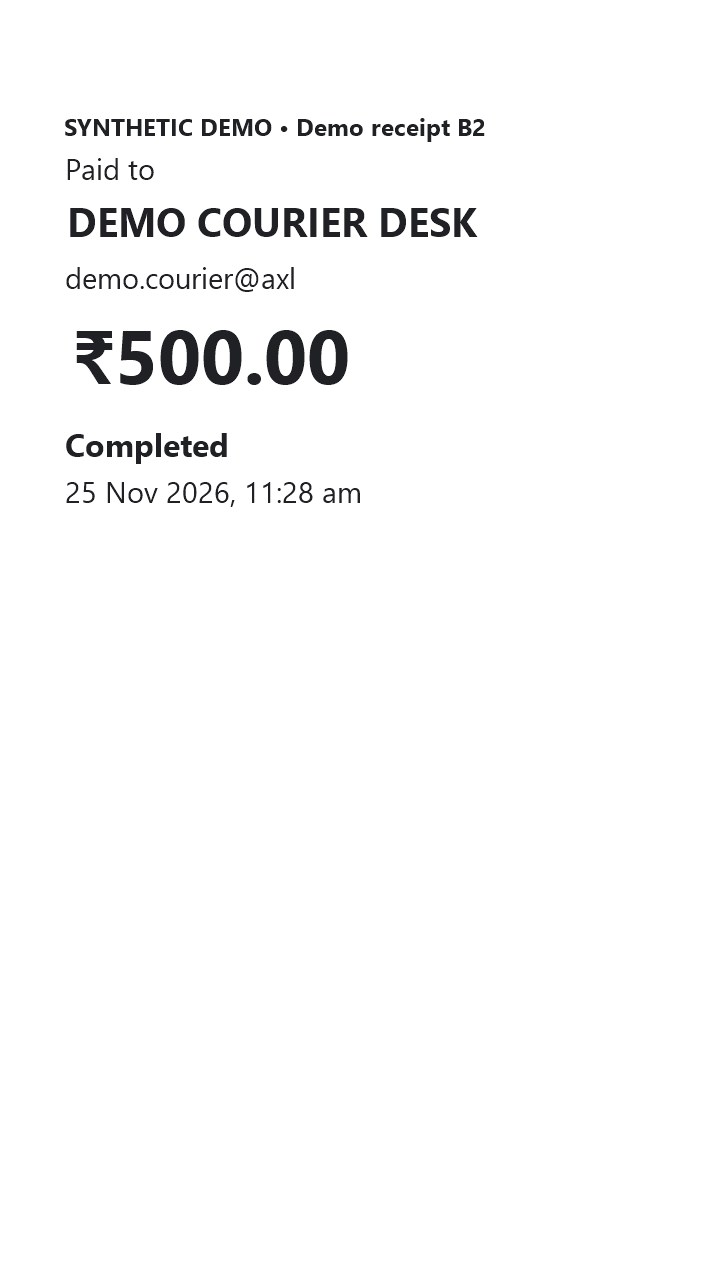 SYNTHETIC DEMO • Demo receipt B2
Paid to
DEMO COURIER DESK
demo.courier@axl
₹500.00
Completed
25 Nov 2026, 11:28 am